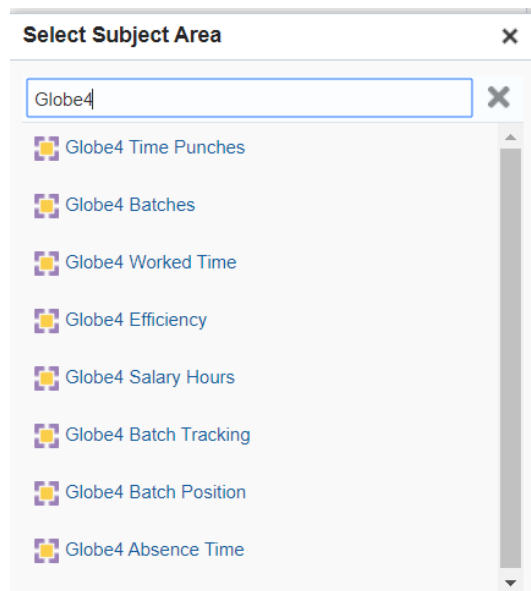 Select Subject Area
Globe4
Globe4 Time Punches
Globe4 Batches
Globe4 Worked Time
Globe4 Efficiency
Globe4 Salary Hours
Globe4 Batch Tracking
Globe4 Batch Position
Globe4 Absence Time